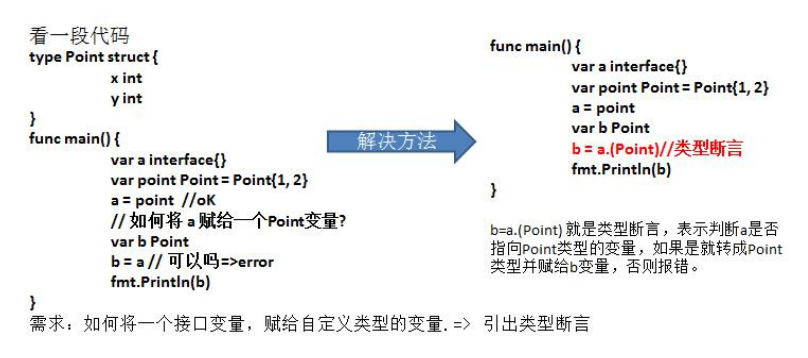 看一段代码
type Point struct {
x int
y int
}
func main() {
var a interface{}
var point Point = Point{1, 2}
a = point //oK
// 如何将 a 赋给一个Point变量?
var b Point
b = a // 可以吗=>error
fmt.Println(b)
}
需求: 如何将一个接口变量，赋给自定义类型的变量. => 引出类型断言
解决方法
func main() {
var a interface{}
var point Point = Point{1, 2}
a = point
var b Point
b = a.(Point)//类型断言
fmt.Println(b)
}
b=a.(Point) 就是类型断言，表示判断a是否
指向Point类型的变量，如果是就转成Point
类型并赋给b变量，否则报错。